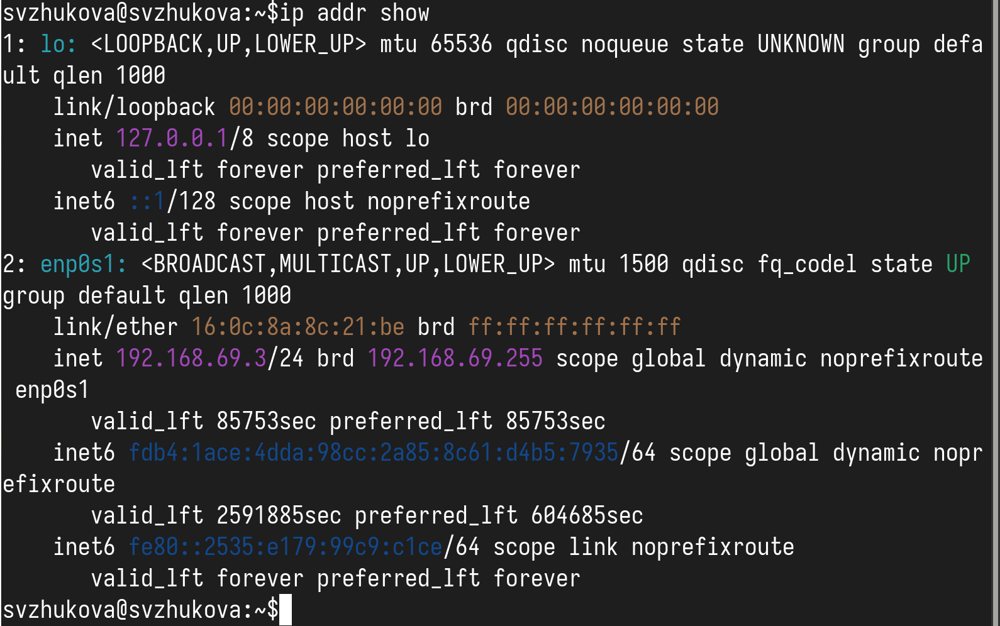 svzhukova@svzhukova:~$ip addr show
1: lo: <LOOPBACK,UP,LOWER_UP> mtu 65536 qdisc noqueue state UNKNOWN group defa
ult qlen 1000
    link/loopback 00:00:00:00:00:00 brd 00:00:00:00:00:00
    inet 127.0.0.1/8 scope host lo
       valid_lft forever preferred_lft forever
    inet6 ::1/128 scope host noprefixroute
       valid_lft forever preferred_lft forever
2: enp0s1: <BROADCAST,MULTICAST,UP,LOWER_UP> mtu 1500 qdisc fq_codel state UP
group default qlen 1000
    link/ether 16:0c:8a:8c:21:be brd ff:ff:ff:ff:ff:ff
    inet 192.168.69.3/24 brd 192.168.69.255 scope global dynamic noprefixroute
 enp0s1
       valid_lft 85753sec preferred_lft 85753sec
    inet6 fdb4:1ace:4dda:98cc:2a85:8c61:d4b5:7935/64 scope global dynamic nopr
efixroute
       valid_lft 2591885sec preferred_lft 604685sec
    inet6 fe80::2535:e179:99c9:c1ce/64 scope link noprefixroute
       valid_lft forever preferred_lft forever
svzhukova@svzhukova:~$